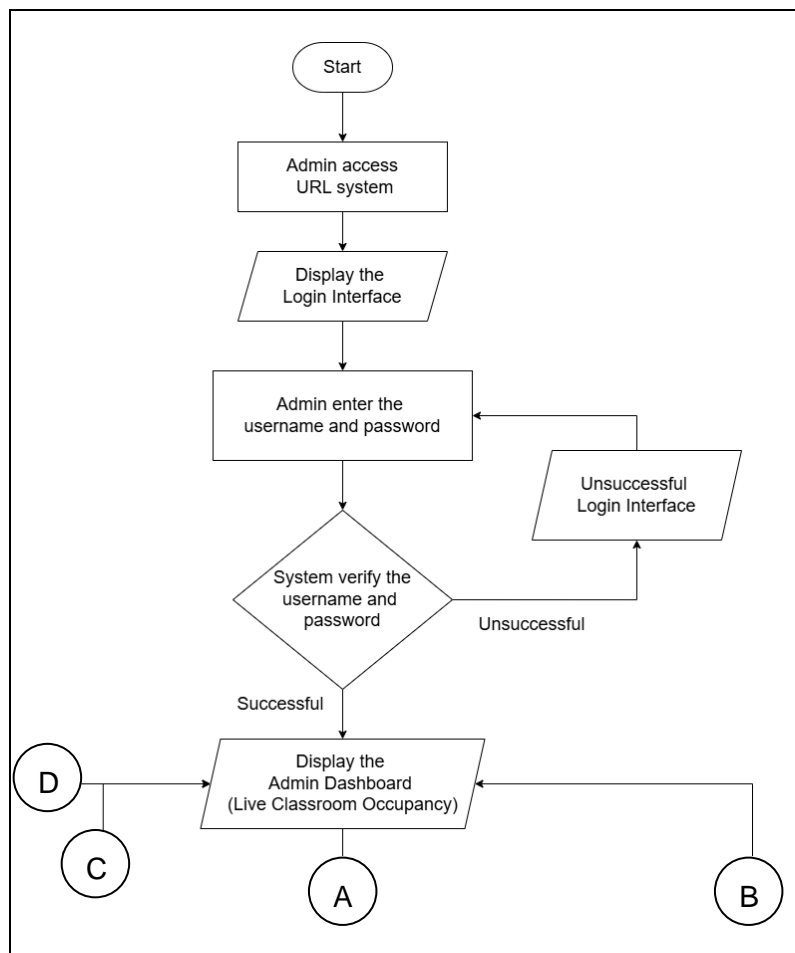 Start
Admin access
URL system
Display the
Login Interface
Admin enter the
username and password
Unsuccessful
Login Interface
System verify the
username and
password
Unsuccessful
Successful
Display the
Admin Dashboard
(Live Classroom Occupancy)
D
C
A
B